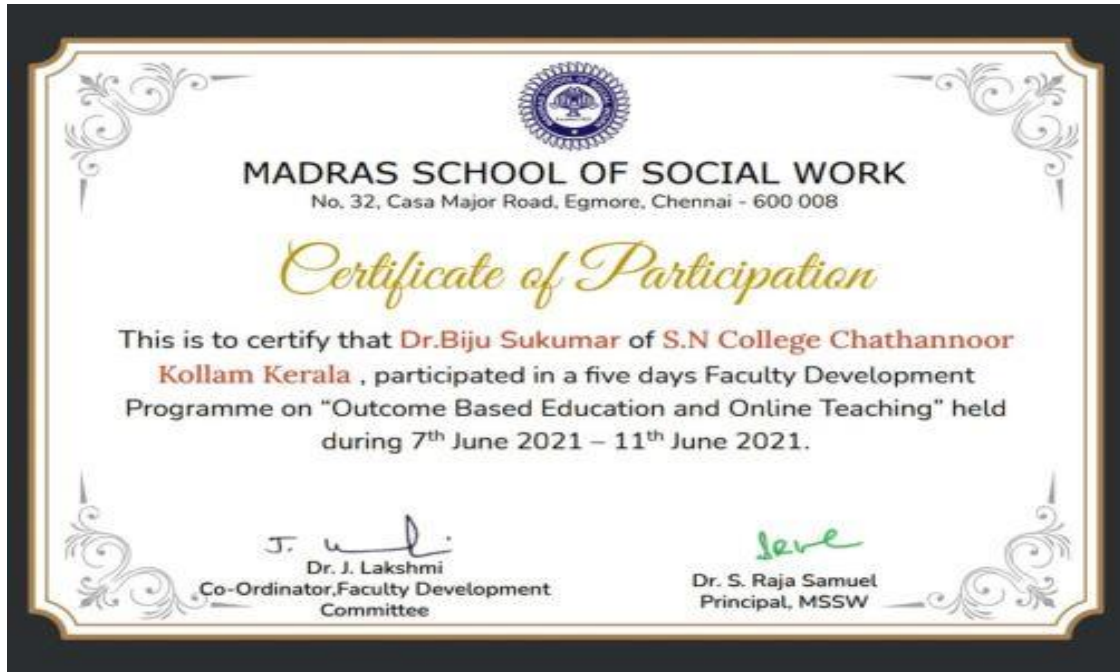 MADRAS SCHOOL OF SOCIAL WORK
No. 32, Casa Major Road, Egmore, Chennai - 600 008
Certificate of Participation
This is to certify that Dr.Biju Sukumar of S.N College Chathannoor
Kollam Kerala , participated in a five days Faculty Development
Programme on “Outcome Based Education and Online Teaching” held
during 7th June 2021 – 11th June 2021.
Dr. J. Lakshmi
Co-Ordinator,Faculty Development
Committee
Dr. S. Raja Samuel
Principal, MSSW